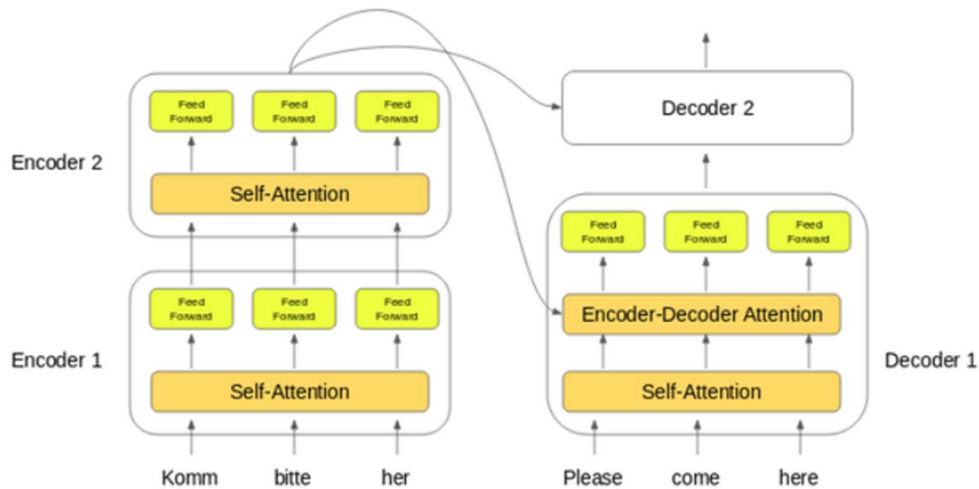 Encoder 2
Feed
Forward
Feed
Forward
Feed
Forward
Self-Attention
Encoder 1
Feed
Forward
Feed
Forward
Feed
Forward
Self-Attention
Komm bitte her
Decoder 2
Decoder 1
Feed
Forward
Feed
Forward
Feed
Forward
Encoder-Decoder Attention
Self-Attention
Please come here